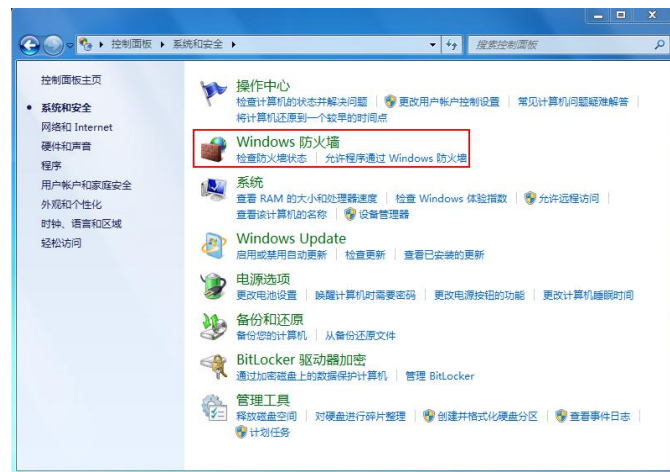 控制面板 ▸ 系统和安全 ▸
搜索控制面板
控制面板主页
系统和安全
网络和 Internet
硬件和声音
程序
用户帐户和家庭安全
外观和个性化
时钟、语言和区域
轻松访问
操作中心
检查计算机的状态并解决问题 更改用户帐户控制设置 常见计算机问题疑难解答
将计算机还原到一个较早的时间点
Windows 防火墙
检查防火墙状态 允许程序通过 Windows 防火墙
系统
查看 RAM 的大小和处理器速度 检查 Windows 体验指数 允许远程访问
查看该计算机的名称 设备管理器
Windows Update
启用或禁用自动更新 检查更新 查看已安装的更新
电源选项
更改电池设置 唤醒计算机时需要密码 更改电源按钮的功能 更改计算机睡眠时间
备份和还原
备份您的计算机 从备份还原文件
BitLocker 驱动器加密
通过加密磁盘上的数据保护计算机 管理 BitLocker
管理工具
释放磁盘空间 对硬盘进行碎片整理 创建并格式化硬盘分区 查看事件日志
计划任务